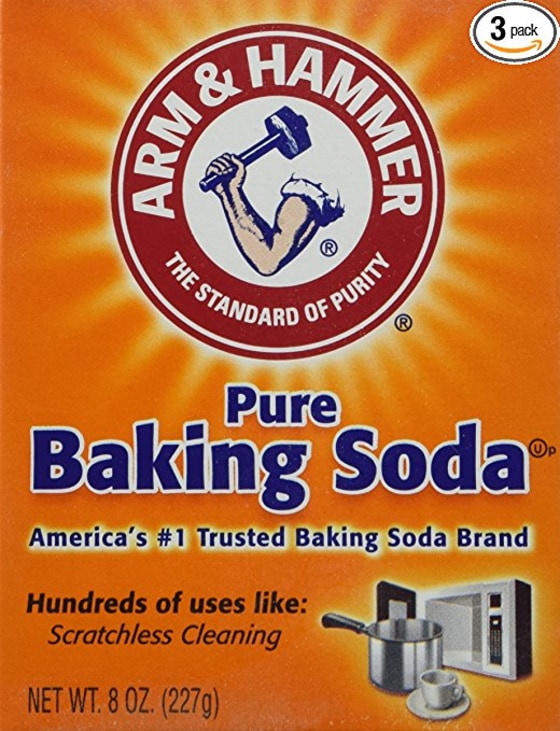 3 pack
ARM & HAMMER
®
THE STANDARD OF PURITY
®
Pure
Baking Soda Ⓤp
America's #1 Trusted Baking Soda Brand
Hundreds of uses like:
Scratchless Cleaning
NET WT. 8 OZ. (227g)